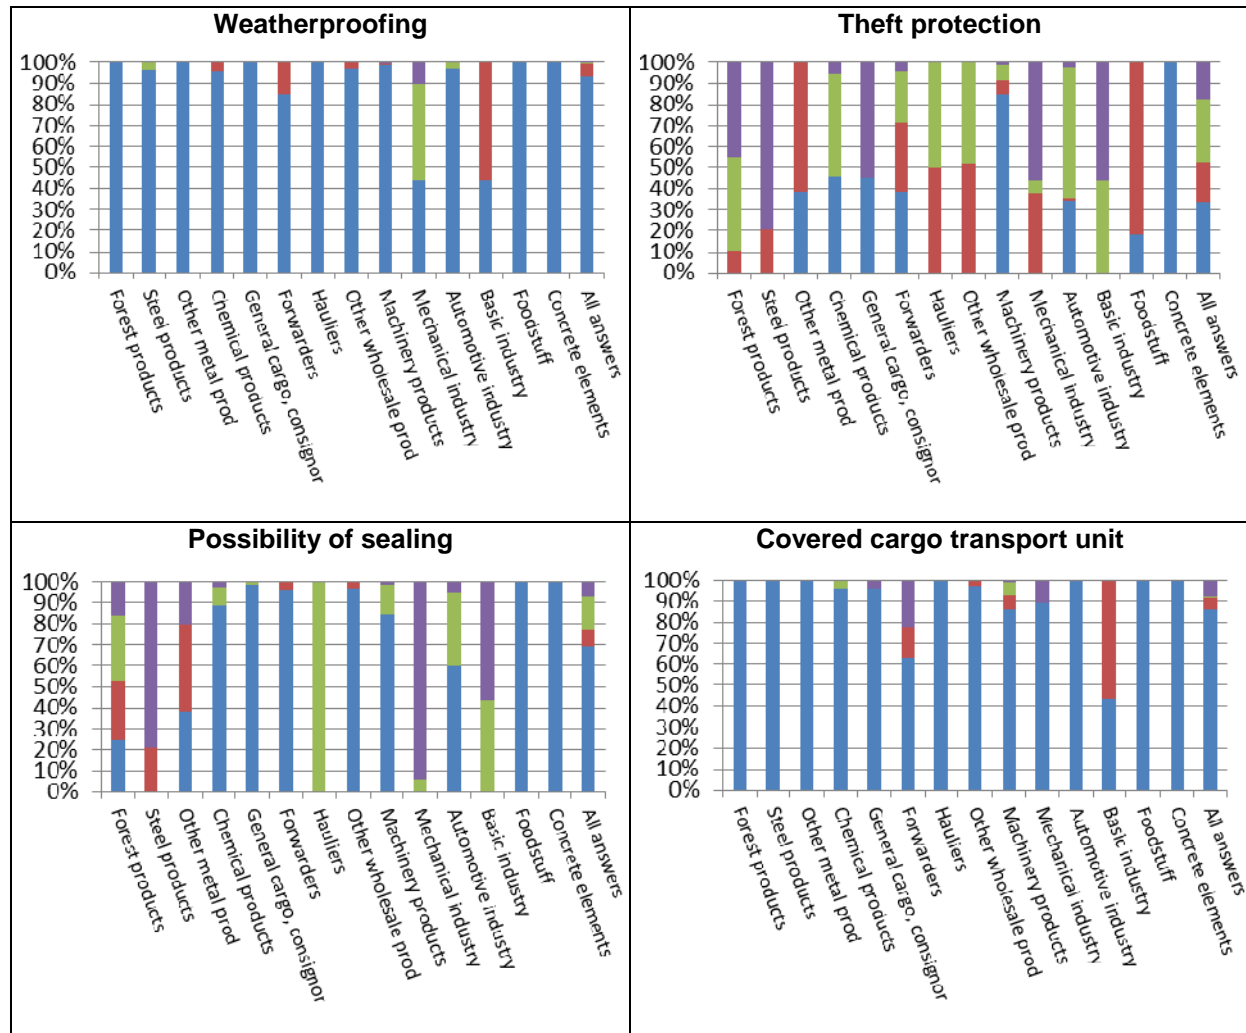 Weatherproofing
100%
90%
80%
70%
60%
50%
40%
30%
20%
10%
0%
Forest products
Steel products
Other metal prod
Chemical products
General cargo, consignor
Forwarders
Hauliers
Other wholesale prod
Machinery products
Mechanical industry
Automotive industry
Basic industry
Foodstuff
Concrete elements
All answers
Theft protection
100%
90%
80%
70%
60%
50%
40%
30%
20%
10%
0%
Forest products
Steel products
Other metal prod
Chemical products
General cargo, consignor
Forwarders
Hauliers
Other wholesale prod
Machinery products
Mechanical industry
Automotive industry
Basic industry
Foodstuff
Concrete elements
All answers
Possibility of sealing
100%
90%
80%
70%
60%
50%
40%
30%
20%
10%
0%
Forest products
Steel products
Other metal prod
Chemical products
General cargo, consignor
Forwarders
Hauliers
Other wholesale prod
Machinery products
Mechanical industry
Automotive industry
Basic industry
Foodstuff
Concrete elements
All answers
Covered cargo transport unit
100%
90%
80%
70%
60%
50%
40%
30%
20%
10%
0%
Forest products
Steel products
Other metal prod
Chemical products
General cargo, consignor
Forwarders
Hauliers
Other wholesale prod
Machinery products
Mechanical industry
Automotive industry
Basic industry
Foodstuff
Concrete elements
All answers